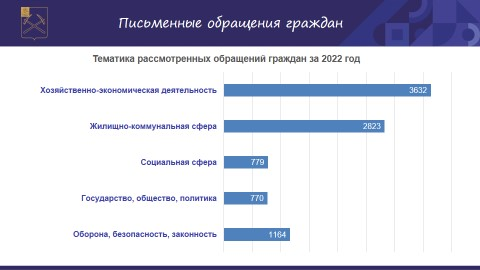 Письменные обращения граждан
Тематика рассмотренных обращений граждан за 2022 год
Хозяйственно-экономическая деятельность 3632
Жилищно-коммунальная сфера 2823
Социальная сфера 779
Государство, общество, политика 770
Оборона, безопасность, законность 1164